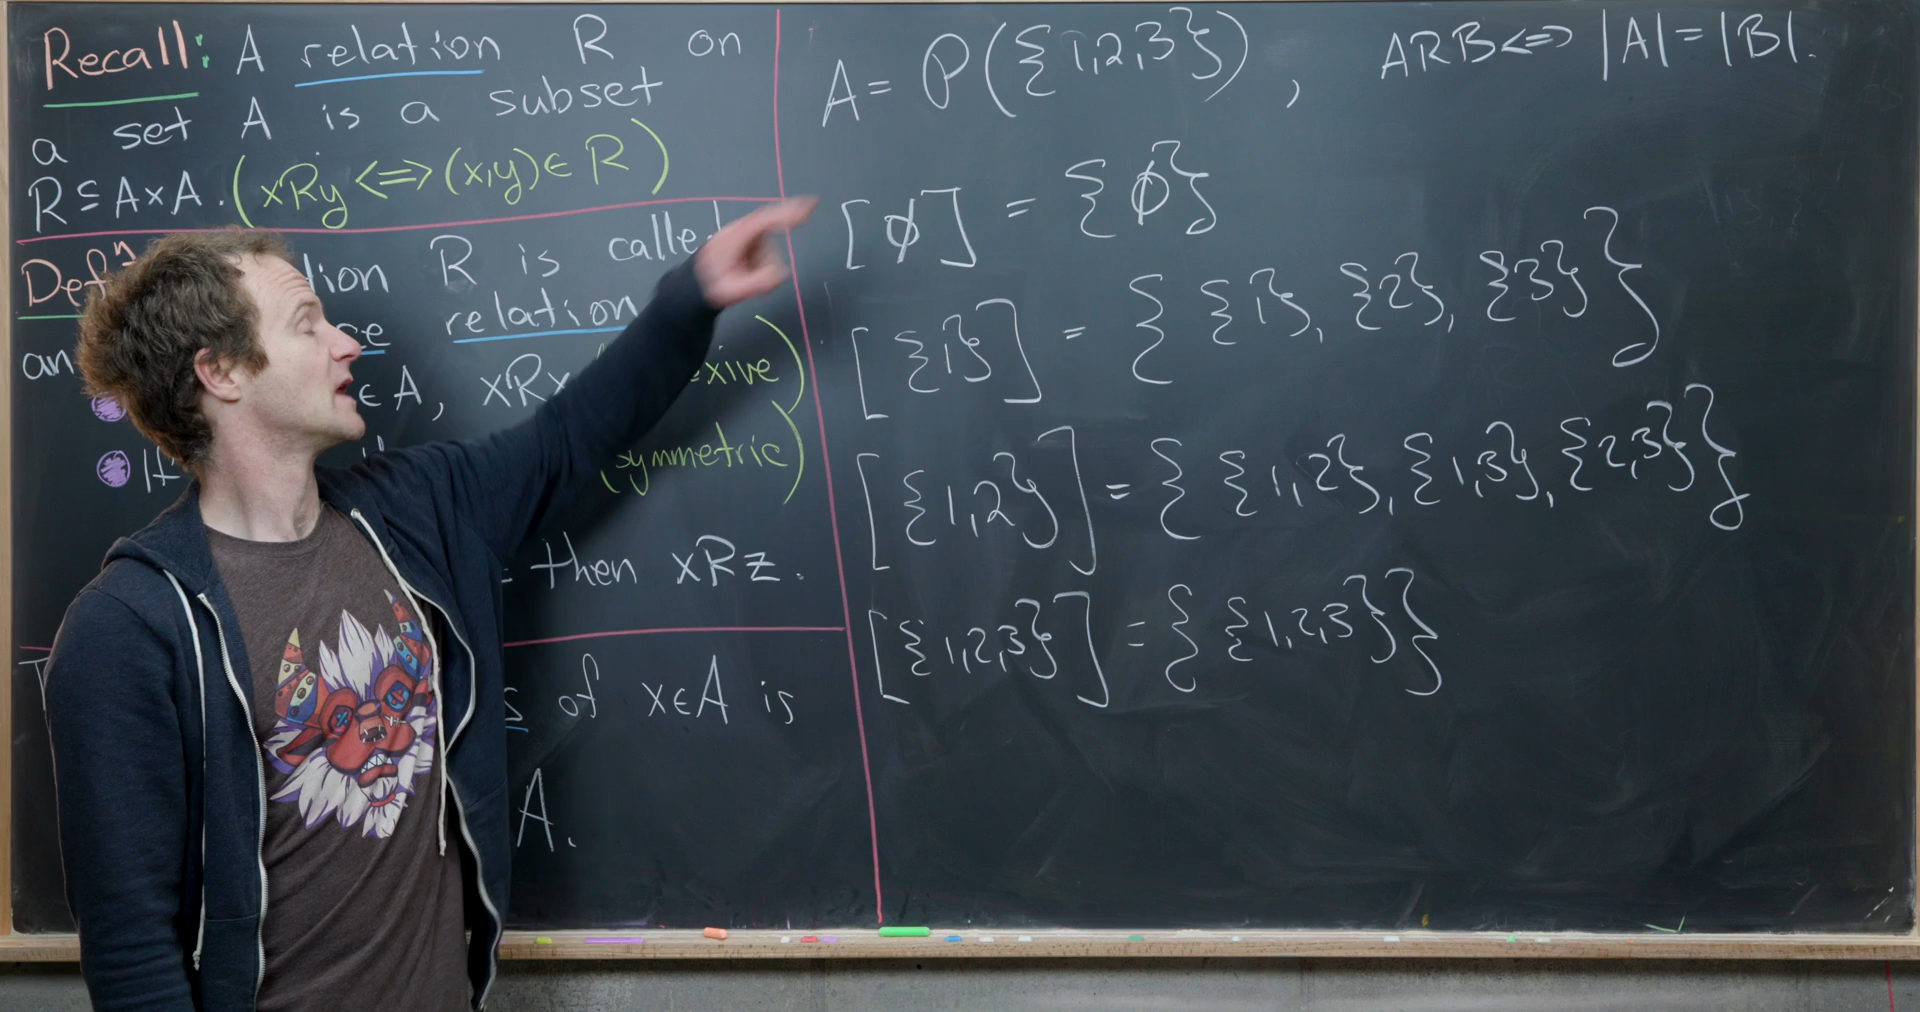 Recall: A relation R on
a set A is a subset
R ⊆ A×A. (xRy <=> (x,y) ∈ R)
Defn R is called
relation
∈ A, xRx
If (symmetric)
then xRz.
of x∈A is
A.
A = P({1,2,3}), ARB <=> |A| = |B|.
[∅] = {∅}
[{1}] = {{1}, {2}, {3}}
[{1,2}] = {{1,2}, {1,3}, {2,3}}
[{1,2,3}] = {{1,2,3}}